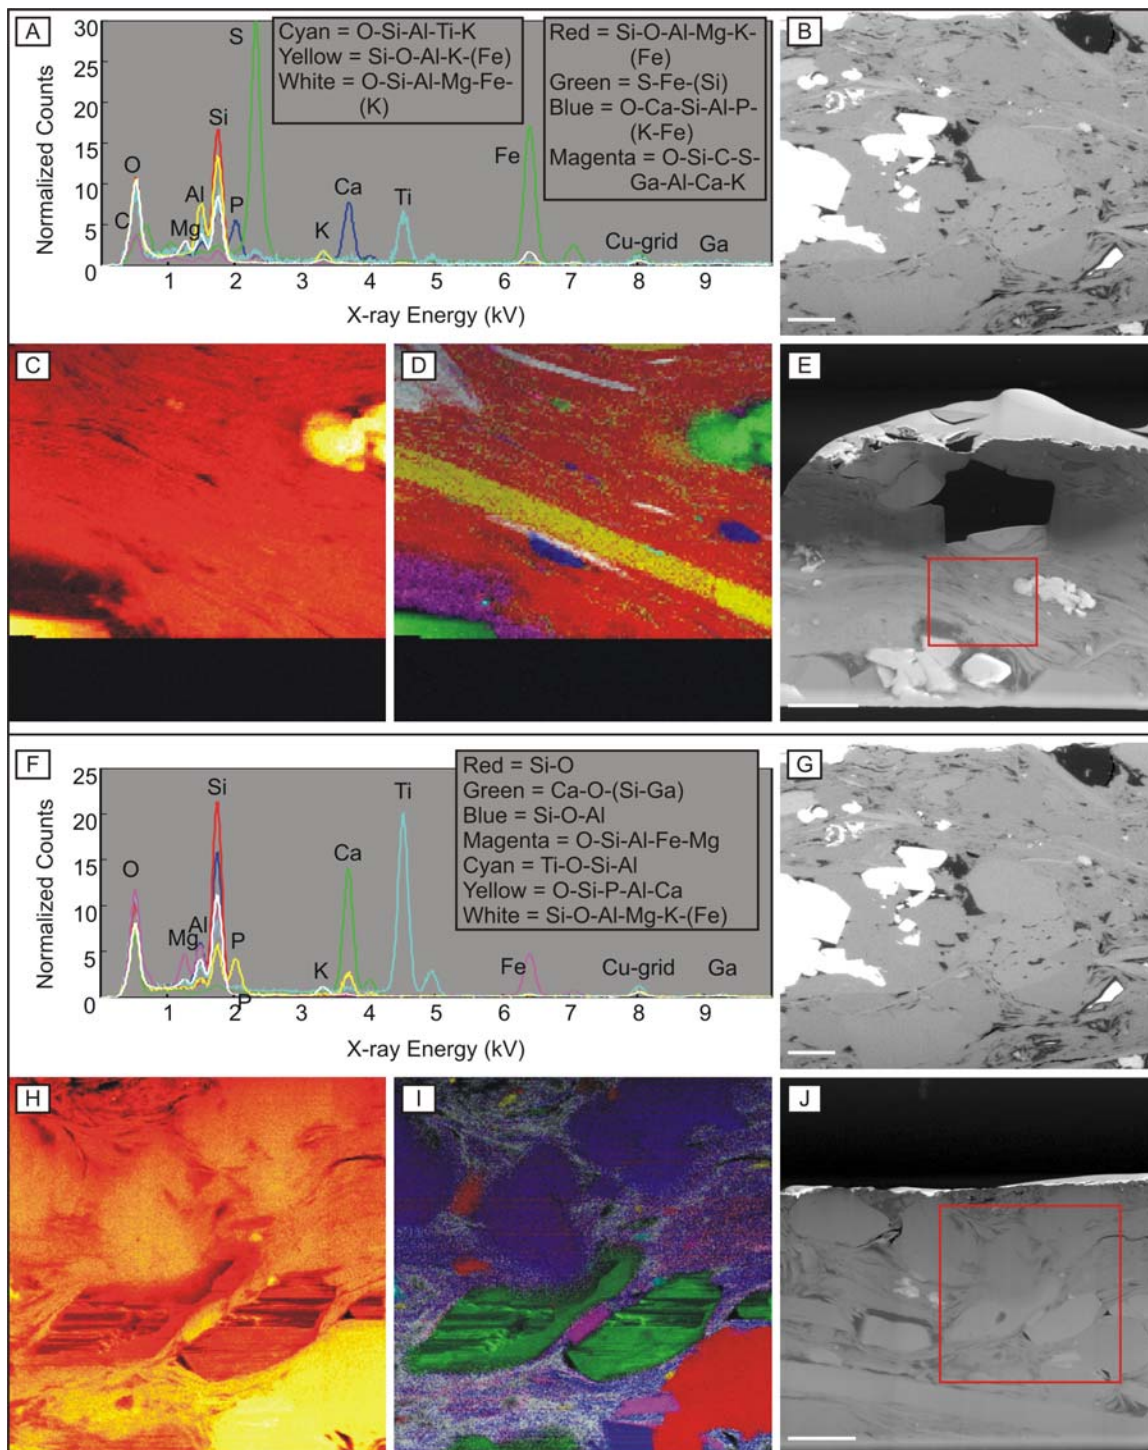 A
30
25
20
15
10
5
0
Normalized Counts
O
C
Mg
Al
Si
P
S
K
Ca
Ti
Fe
Cu-grid
Ga
Cyan = O-Si-Al-Ti-K
Yellow = Si-O-Al-K-(Fe)
White = O-Si-Al-Mg-Fe-
(K)
Red = Si-O-Al-Mg-K-
(Fe)
Green = S-Fe-(Si)
Blue = O-Ca-Si-Al-P-
(K-Fe)
Magenta = O-Si-C-S-
Ga-Al-Ca-K
1 2 3 4 5 6 7 8 9
X-ray Energy (kV)
B
C
D
E
F
25
20
15
10
5
0
Normalized Counts
O
Mg
Al
Si
P
P
K
Ca
Ti
Fe
Cu-grid
Ga
Red = Si-O
Green = Ca-O-(Si-Ga)
Blue = Si-O-Al
Magenta = O-Si-Al-Fe-Mg
Cyan = Ti-O-Si-Al
Yellow = O-Si-P-Al-Ca
White = Si-O-Al-Mg-K-(Fe)
1 2 3 4 5 6 7 8 9
X-ray Energy (kV)
G
H
I
J